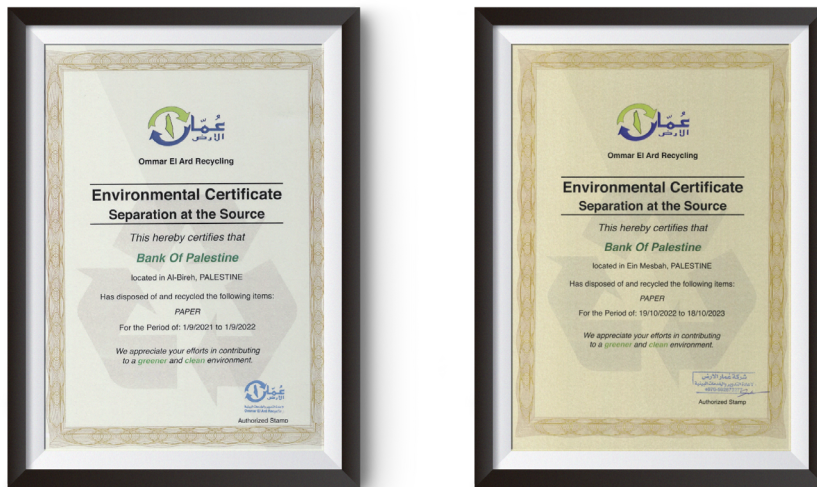 عُمّار
الأرض
Ommar El Ard Recycling
Environmental Certificate
Separation at the Source
This hereby certifies that
Bank Of Palestine
located in Al-Bireh, PALESTINE
Has disposed of and recycled the following items:
PAPER
For the Period of: 1/9/2021 to 1/9/2022
We appreciate your efforts in contributing
to a greener and clean environment.
عُمّار
الأرض
Authorized Stamp
عُمّار
الأرض
Ommar El Ard Recycling
Environmental Certificate
Separation at the Source
This hereby certifies that
Bank Of Palestine
located in Ein Mesbah, PALESTINE
Has disposed of and recycled the following items:
PAPER
For the Period of: 19/10/2022 to 18/10/2023
We appreciate your efforts in contributing
to a greener and clean environment.
شركة عمار الأرض
Authorized Stamp